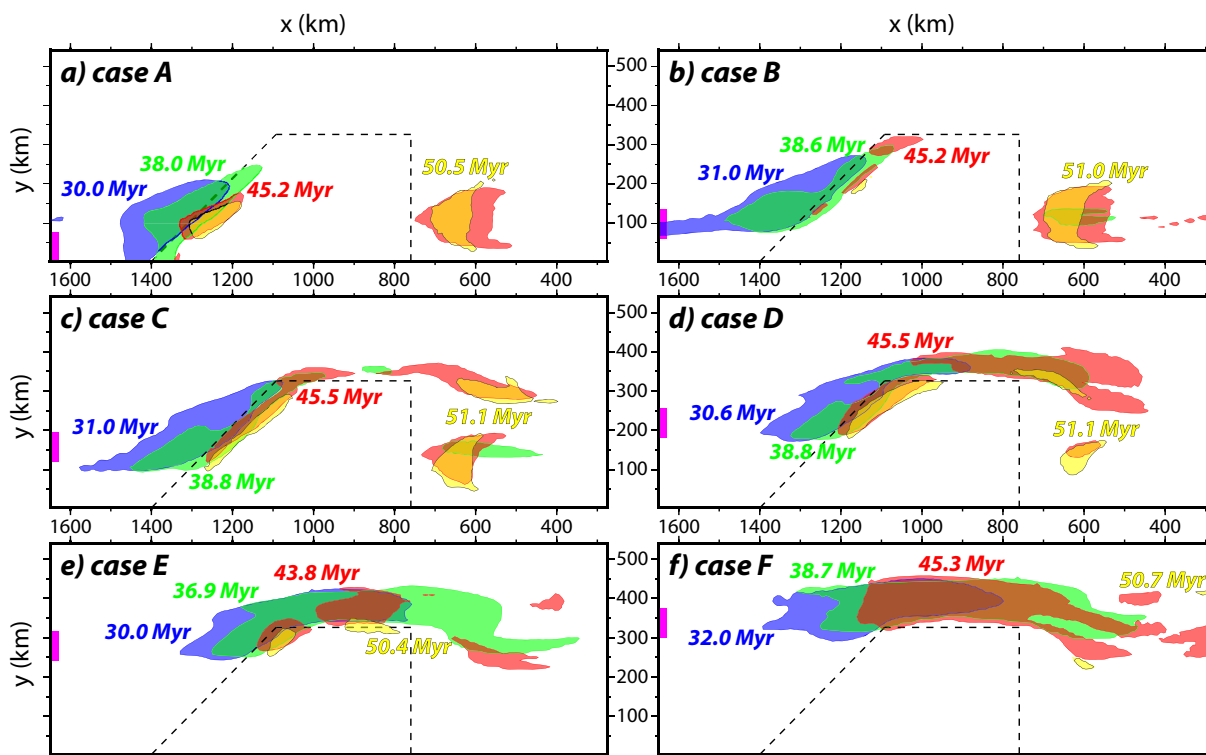 x (km)
x (km)
a) case A
38.0 Myr
30.0 Myr
45.2 Myr
50.5 Myr
b) case B
38.6 Myr
31.0 Myr
45.2 Myr
51.0 Myr
y (km)
500
400
300
200
100
1600 1400 1200 1000 800 600 400
1600 1400 1200 1000 800 600 400
c) case C
31.0 Myr
45.5 Myr
38.8 Myr
51.1 Myr
d) case D
45.5 Myr
30.6 Myr
38.8 Myr
51.1 Myr
y (km)
500
400
300
200
100
1600 1400 1200 1000 800 600 400
1600 1400 1200 1000 800 600 400
e) case E
43.8 Myr
36.9 Myr
30.0 Myr
50.4 Myr
f) case F
45.3 Myr
38.7 Myr
50.7 Myr
32.0 Myr
y (km)
500
400
300
200
100